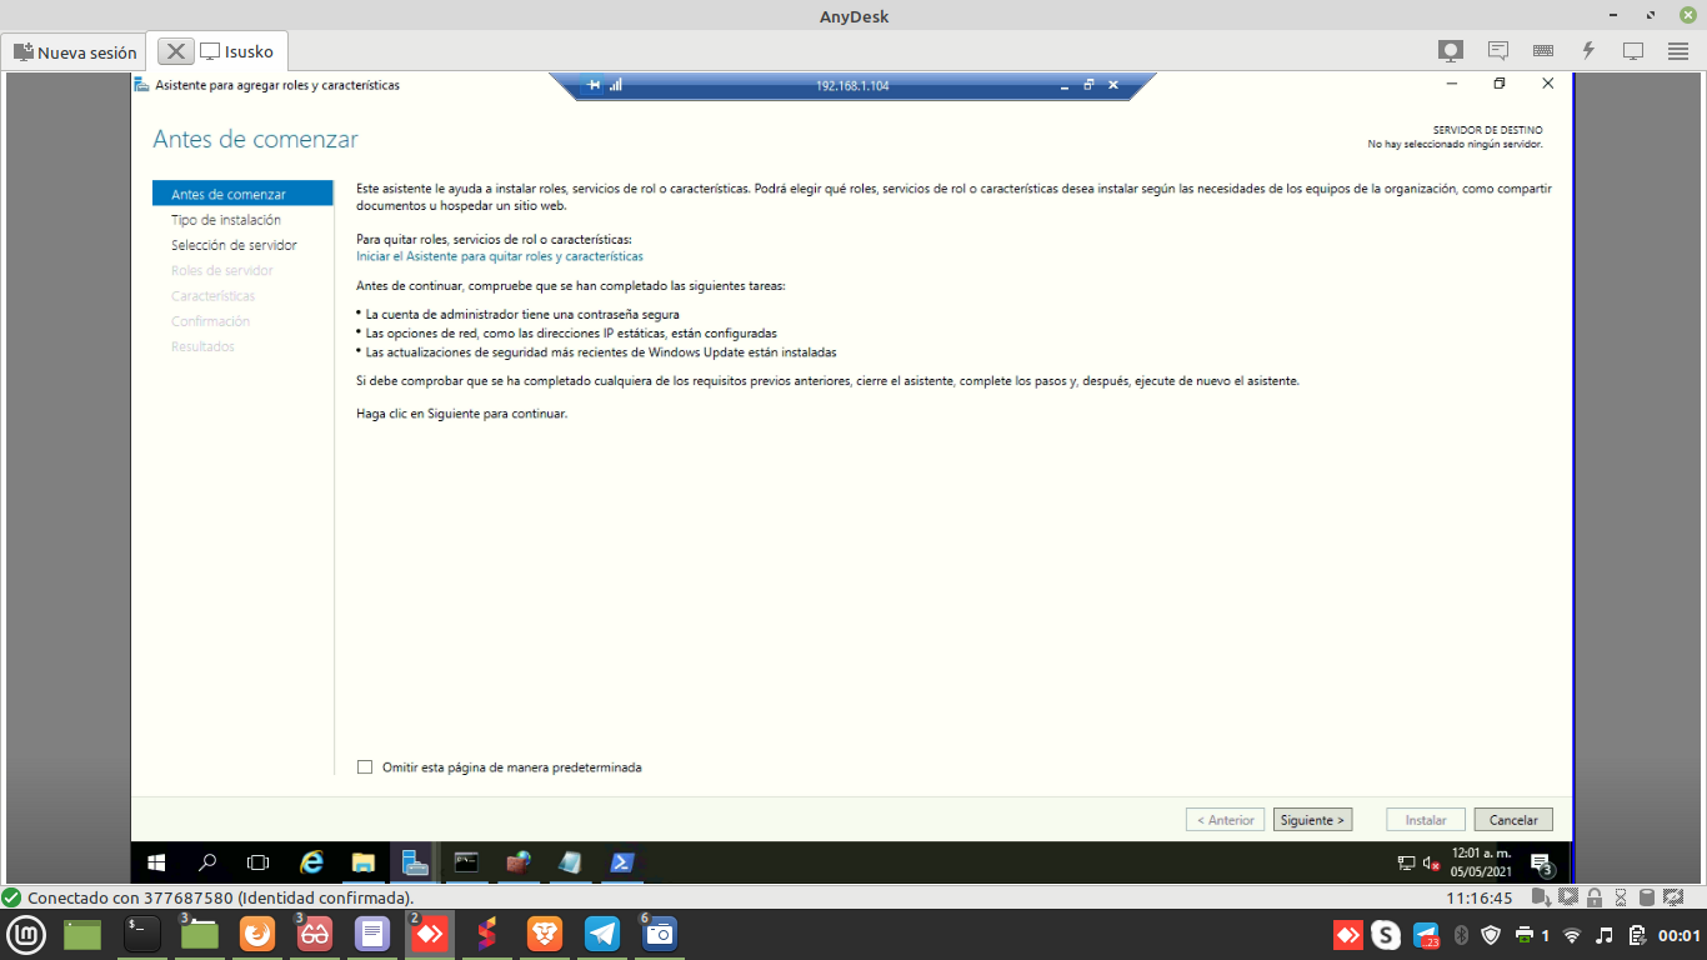 AnyDesk
Nueva sesión
Isusko
Asistente para agregar roles y características
192.168.1.104
Antes de comenzar
SERVIDOR DE DESTINO
No hay seleccionado ningún servidor.
Antes de comenzar
Tipo de instalación
Selección de servidor
Roles de servidor
Características
Confirmación
Resultados
Este asistente le ayuda a instalar roles, servicios de rol o características. Podrá elegir qué roles, servicios de rol o características desea instalar según las necesidades de los equipos de la organización, como compartir
documentos u hospedar un sitio web.
Para quitar roles, servicios de rol o características:
Iniciar el Asistente para quitar roles y características
Antes de continuar, compruebe que se han completado las siguientes tareas:
• La cuenta de administrador tiene una contraseña segura
• Las opciones de red, como las direcciones IP estáticas, están configuradas
• Las actualizaciones de seguridad más recientes de Windows Update están instaladas
Si debe comprobar que se ha completado cualquiera de los requisitos previos anteriores, cierre el asistente, complete los pasos y, después, ejecute de nuevo el asistente.
Haga clic en Siguiente para continuar.
Omitir esta página de manera predeterminada
< Anterior
Siguiente >
Instalar
Cancelar
12:01 a. m.
05/05/2021
3
Conectado con 377687580 (Identidad confirmada).
11:16:45
3
3
2
6
23
1
00:01